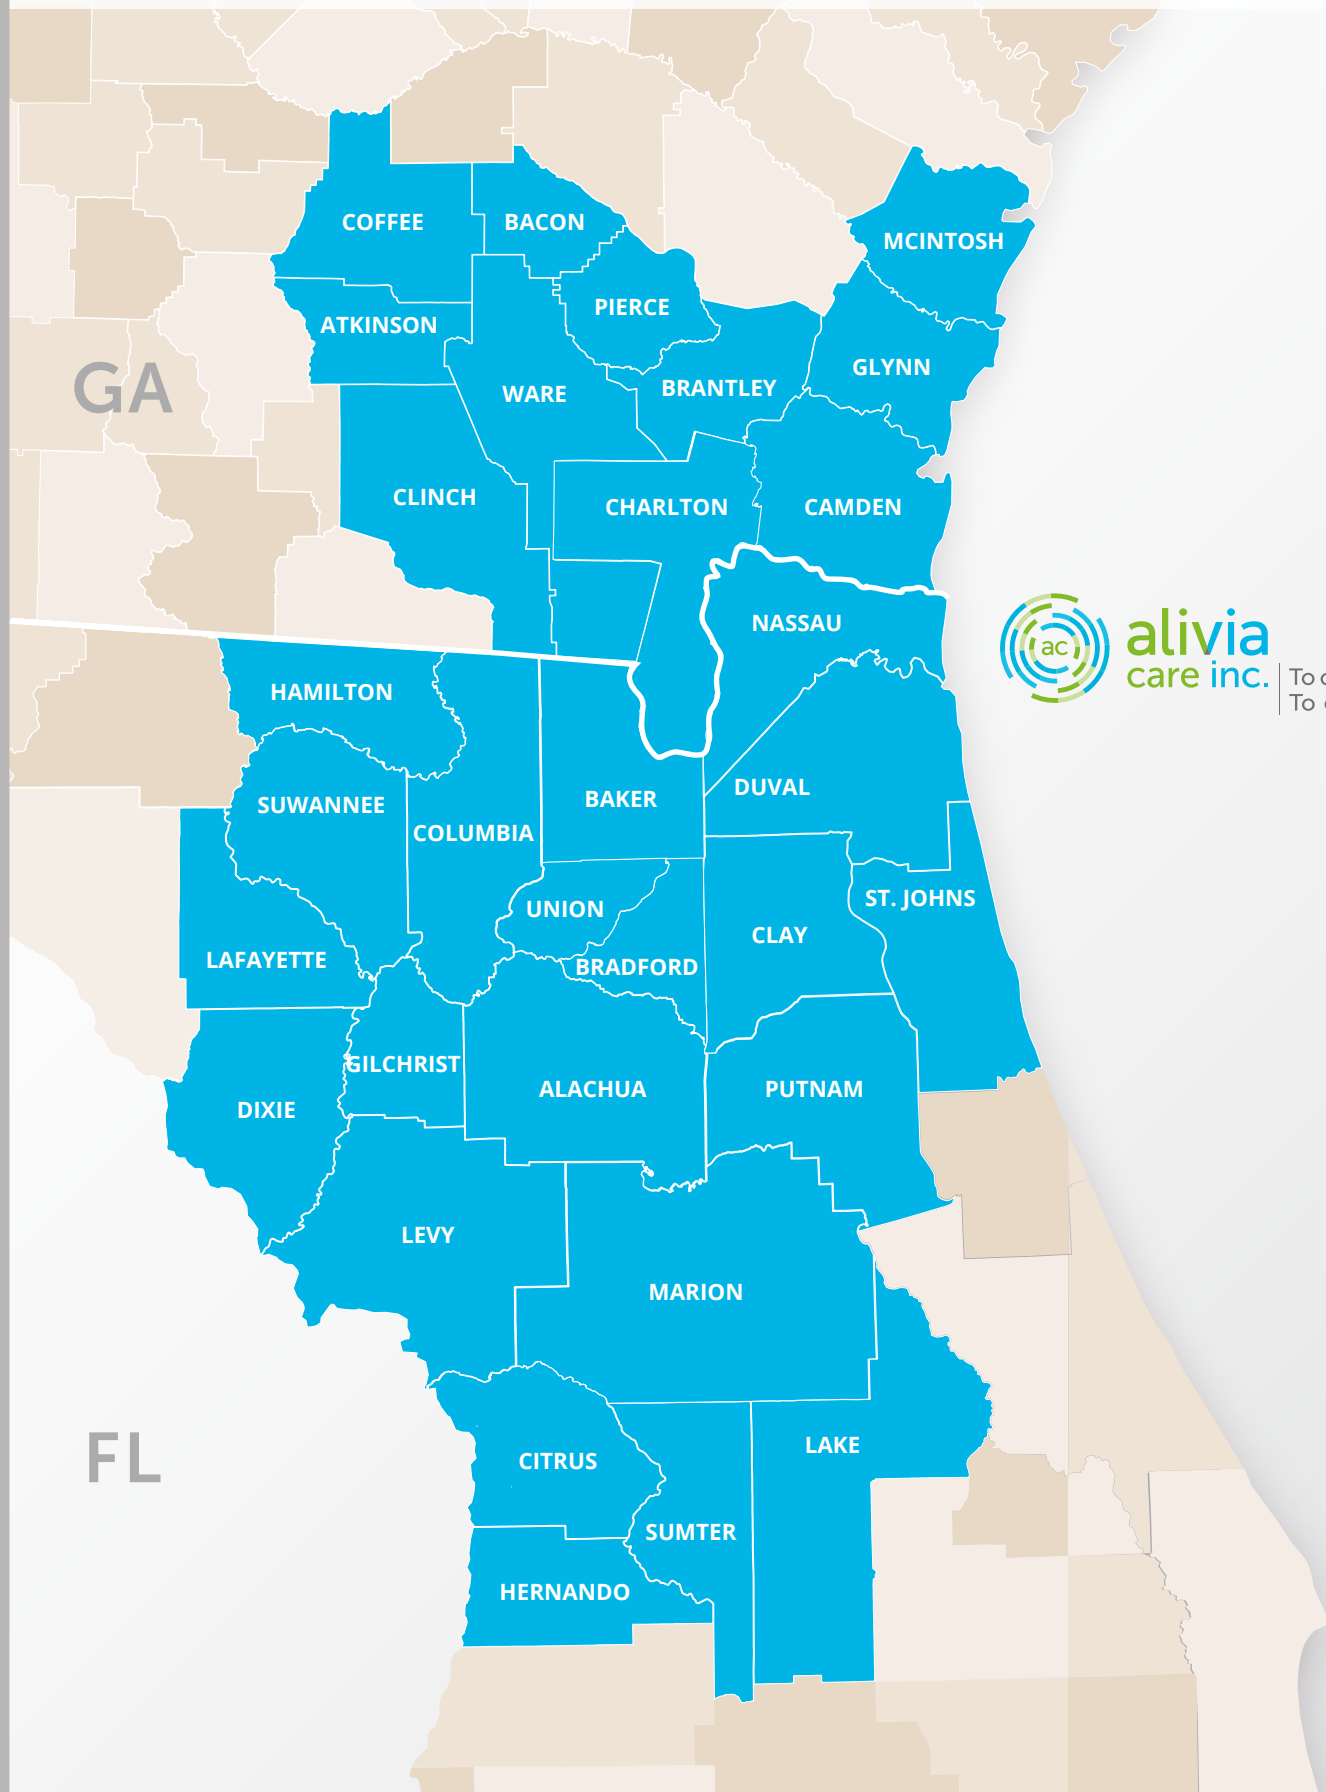 COFFEE
BACON
MCINTOSH
PIERCE
ATKINSON
GLYNN
GA
WARE
BRANTLEY
CLINCH
CHARLTON
CAMDEN
NASSAU
ac
alivia
care inc.
To
HAMILTON
DUVAL
BAKER
SUWANNEE
COLUMBIA
ST. JOHNS
UNION
CLAY
LAFAYETTE
BRADFORD
GILCHRIST
ALACHUA
PUTNAM
DIXIE
LEVY
MARION
LAKE
FL
CITRUS
SUMTER
HERNANDO